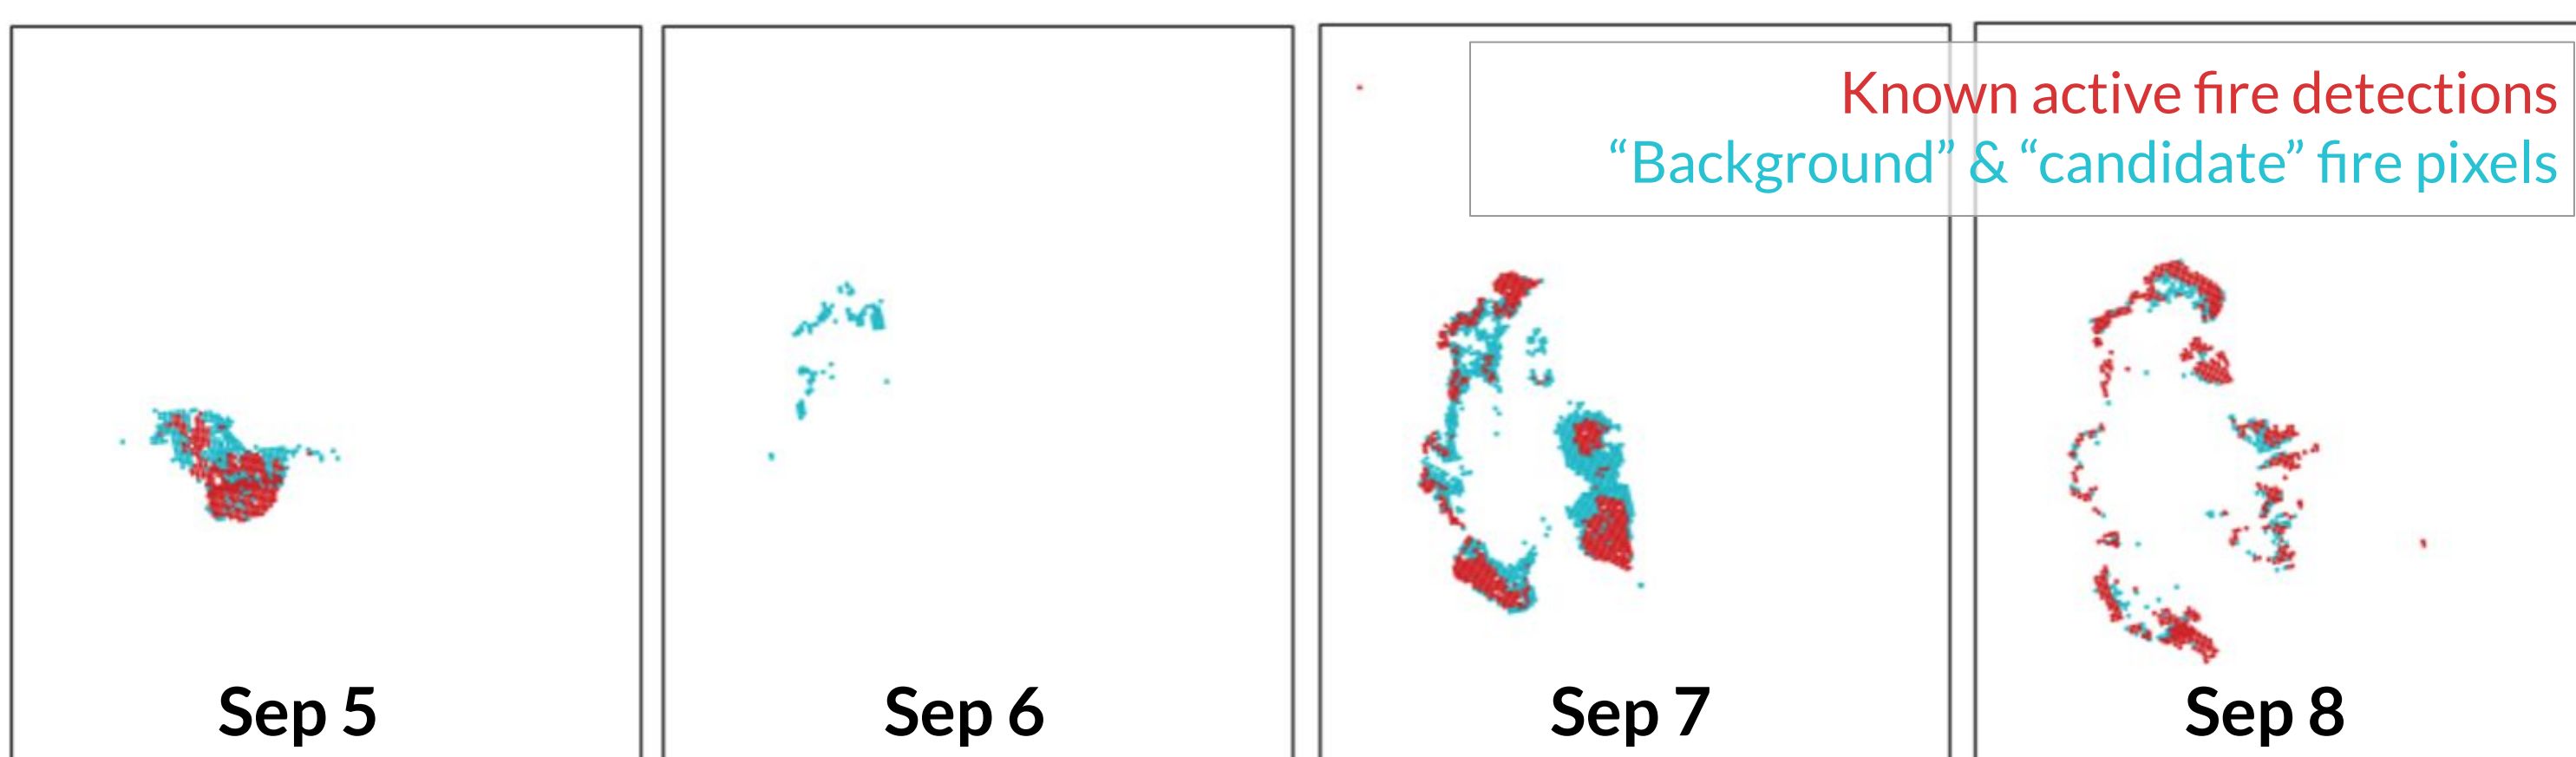 Known active fire detections
“Background” & “candidate” fire pixels
Sep 5
Sep 6
Sep 7
Sep 8